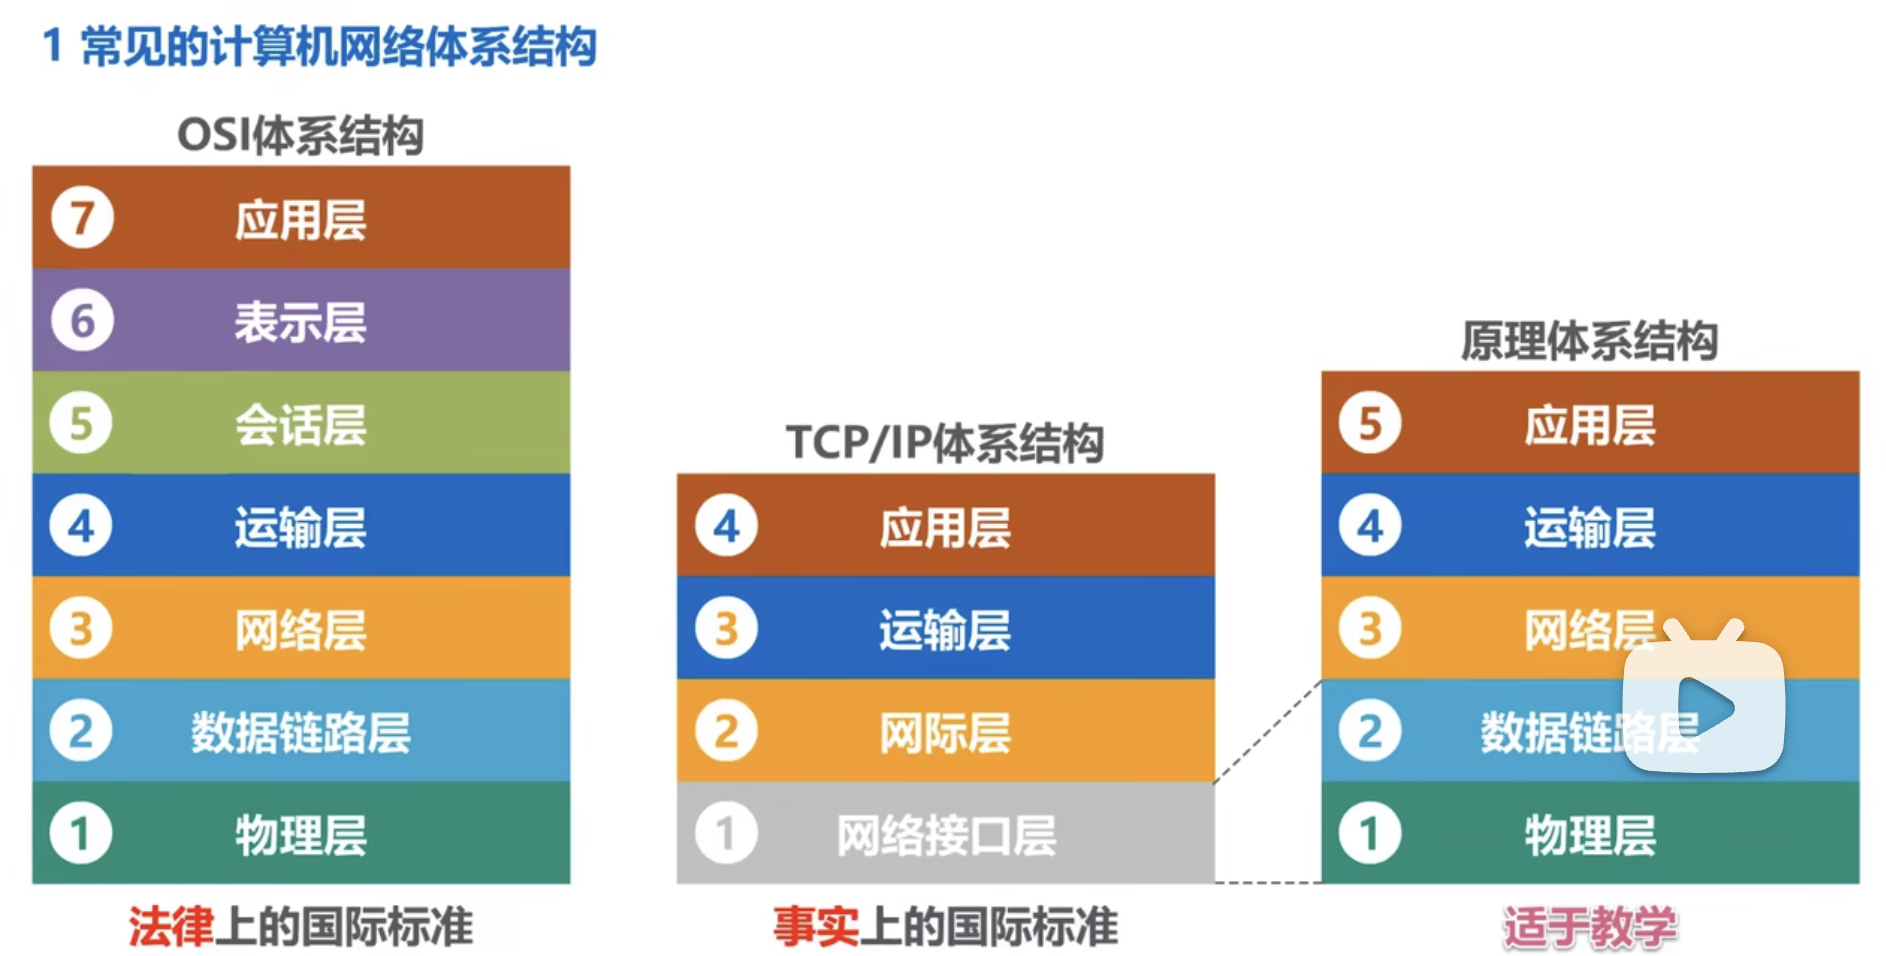 1 常见的计算机网络体系结构
OSI体系结构
7 应用层
6 表示层
5 会话层
4 运输层
3 网络层
2 数据链路层
1 物理层
法律上的国际标准
TCP/IP体系结构
4 应用层
3 运输层
2 网际层
1 网络接口层
事实上的国际标准
原理体系结构
5 应用层
4 运输层
3 网络层
2 数据链路层
1 物理层
适于教学